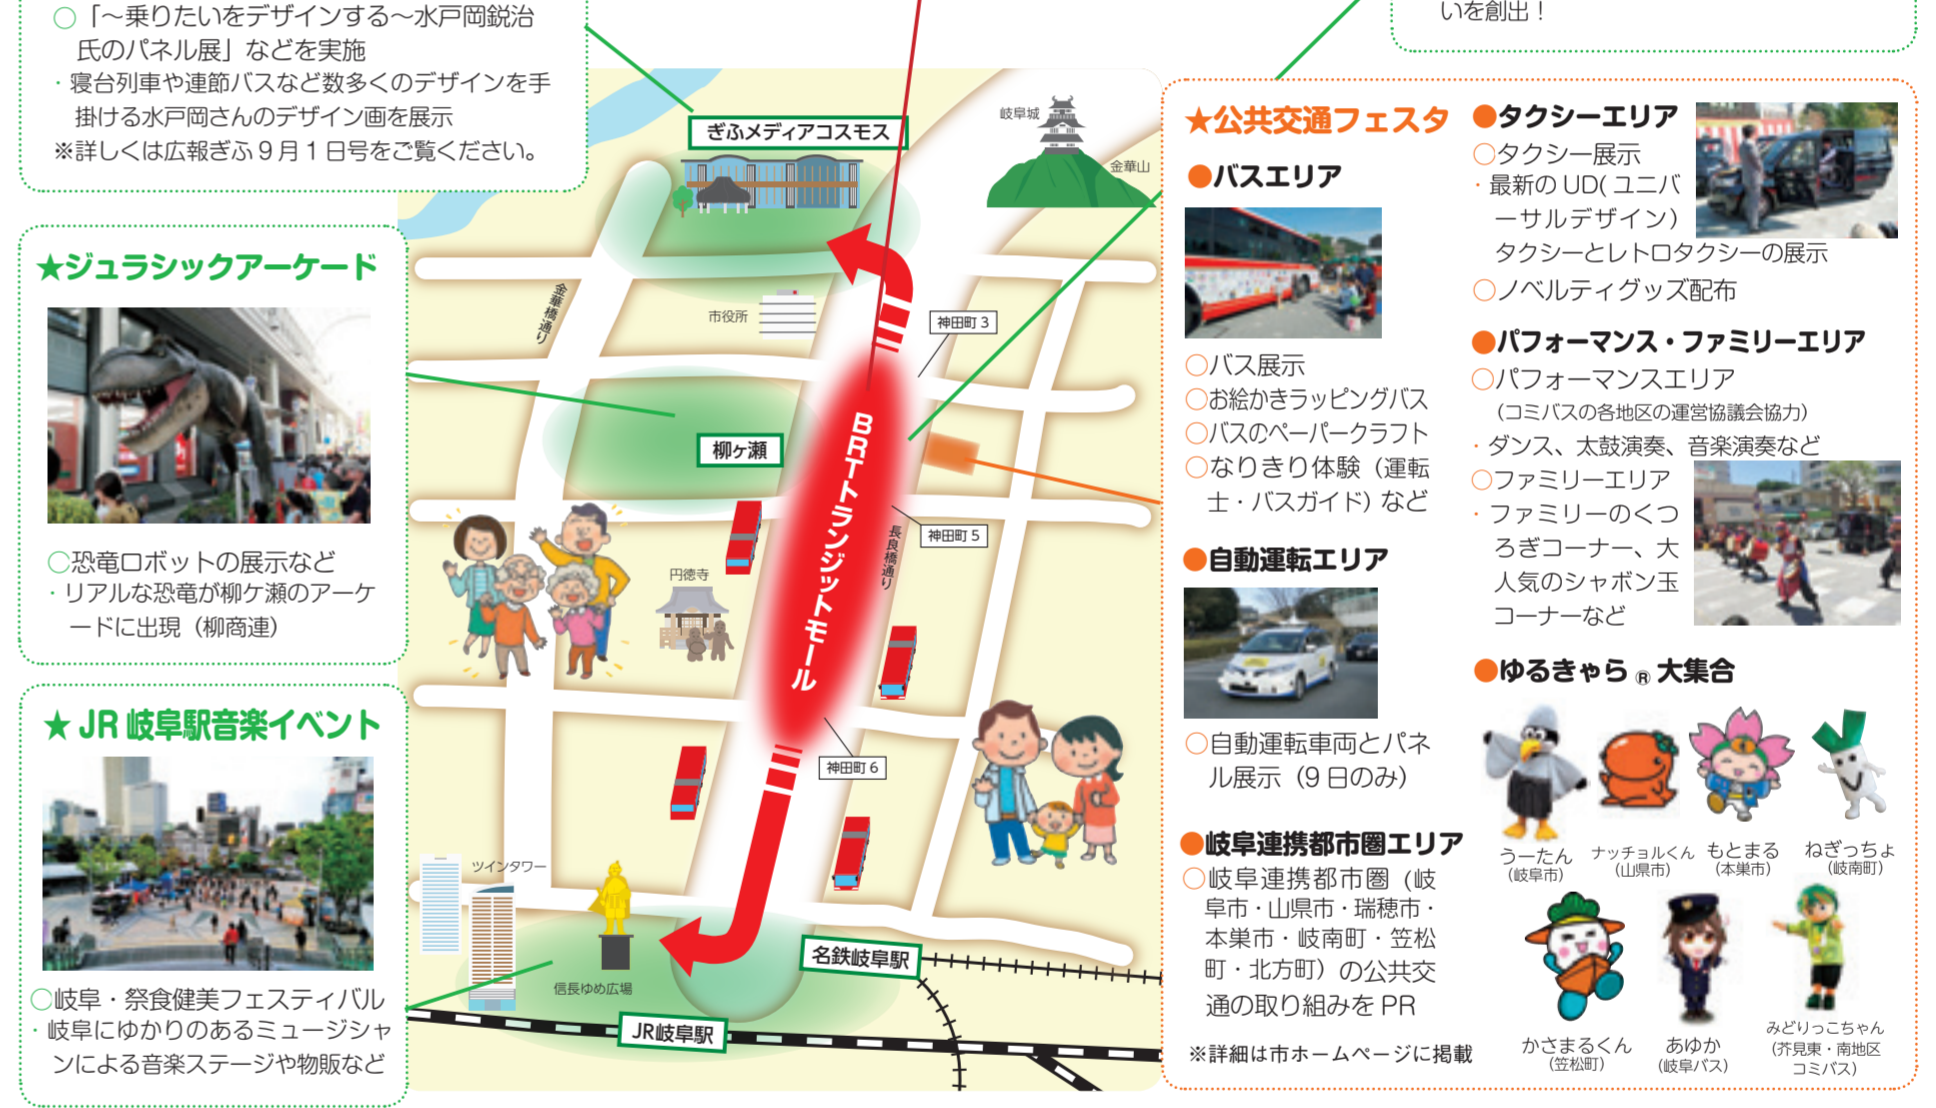 ○「～乗りたいをデザインする～水戸岡鋭治
氏のパネル展」などを実施
・寝台列車や連節バスなど数多くのデザインを手
掛ける水戸岡さんのデザイン画を展示
※詳しくは広報ぎふ9月1日号をご覧ください。
★ジュラシックアーケード
○恐竜ロボットの展示など
・リアルな恐竜が柳ケ瀬のアーケ
ードに出現（柳商連）
★JR岐阜駅音楽イベント
○岐阜・祭食健美フェスティバル
・岐阜にゆかりのあるミュージシャ
ンによる音楽ステージや物販など
ぎふメディアコスモス
岐阜城
金華山
金華橋通り
市役所
神田町3
柳ヶ瀬
BRTトランジットモール
神田町5
長良橋通り
円徳寺
神田町6
ツインタワー
信長ゆめ広場
名鉄岐阜駅
JR岐阜駅
いを創出！
★公共交通フェスタ
●バスエリア
○バス展示
○お絵かきラッピングバス
○バスのペーパークラフト
○なりきり体験（運転
士・バスガイド）など
●自動運転エリア
○自動運転車両とパネ
ル展示（9日のみ）
●岐阜連携都市圏エリア
○岐阜連携都市圏（岐
阜市・山県市・瑞穂市・
本巣市・岐南町・笠松
町・北方町）の公共交
通の取り組みをPR
※詳細は市ホームページに掲載
●タクシーエリア
○タクシー展示
・最新のUD(ユニバ
ーサルデザイン）
タクシーとレトロタクシーの展示
○ノベルティグッズ配布
●パフォーマンス・ファミリーエリア
○パフォーマンスエリア
（コミバスの各地区の運営協議会協力）
・ダンス、太鼓演奏、音楽演奏など
○ファミリーエリア
・ファミリーのくつ
ろぎコーナー、大
人気のシャボン玉
コーナーなど
●ゆるきゃら®大集合
うーたん
（岐阜市）
ナッチョルくん
（山県市）
もとまる
（本巣市）
ねぎっちょ
（岐南町）
かさまるくん
（笠松町）
あゆか
（岐阜バス）
みどりっこちゃん
（芥見東・南地区
コミバス）